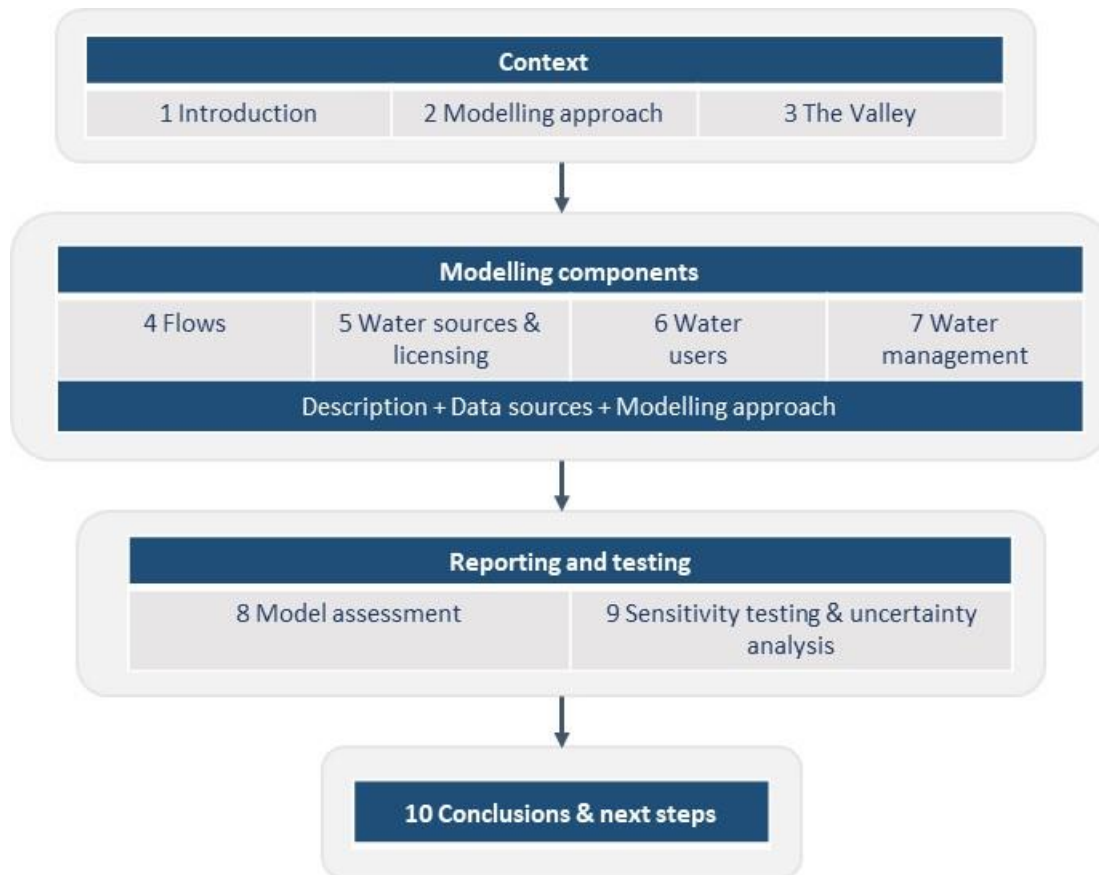 Context
1 Introduction
2 Modelling approach
3 The Valley
Modelling components
4 Flows
5 Water sources &
licensing
6 Water
users
7 Water
management
Description + Data sources + Modelling approach
Reporting and testing
8 Model assessment
9 Sensitivity testing & uncertainty
analysis
10 Conclusions & next steps